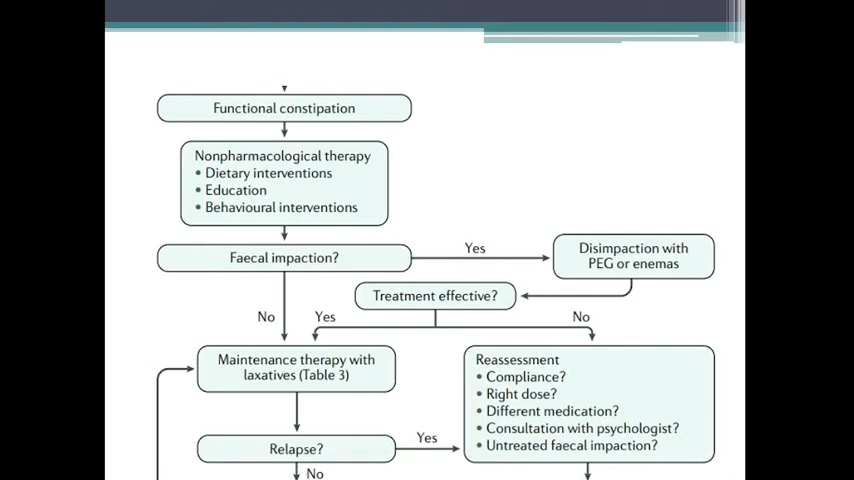 Functional constipation
Nonpharmacological therapy
• Dietary interventions
• Education
• Behavioural interventions
Faecal impaction?
Yes
Disimpaction with
PEG or enemas
Treatment effective?
No
Yes
No
Maintenance therapy with
laxatives (Table 3)
Reassessment
• Compliance?
• Right dose?
• Different medication?
• Consultation with psychologist?
• Untreated faecal impaction?
Relapse?
Yes
No